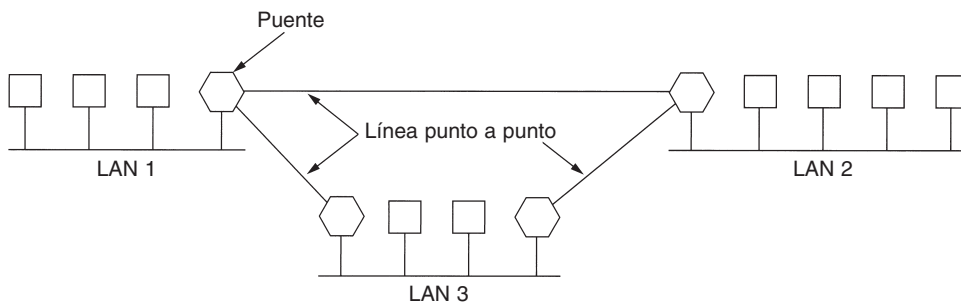 Puente
Línea punto a punto
LAN 1
LAN 2
LAN 3